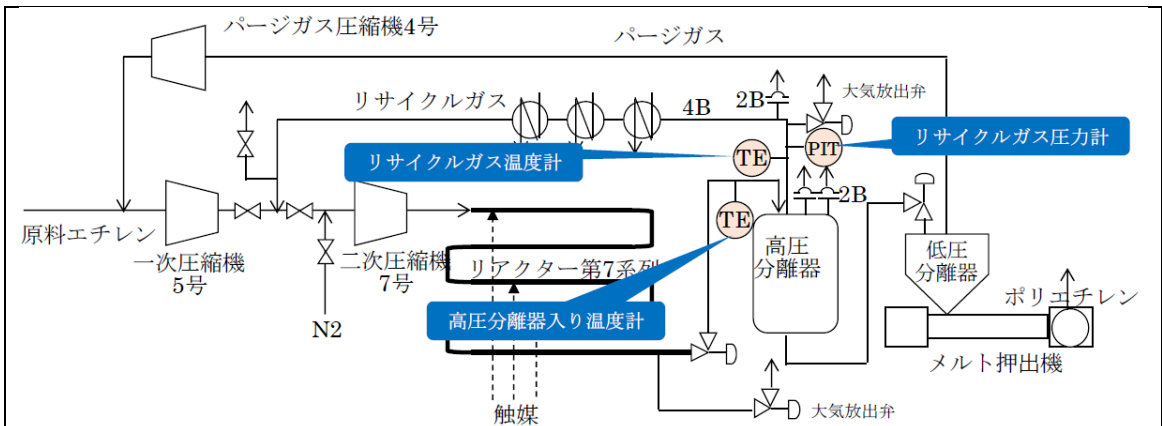 パージガス圧縮機4号
パージガス
リサイクルガス
4B
2B
大気放出弁
リサイクルガス圧力計
リサイクルガス温度計
TE
PIT
2B
TE
原料エチレン
一次圧縮機
5号
二次圧縮機
7号
リアクター第7系列
高圧
分離器
低圧
分離器
高圧分離器入り温度計
N2
ポリエチレン
メルト押出機
触媒
大気放出弁